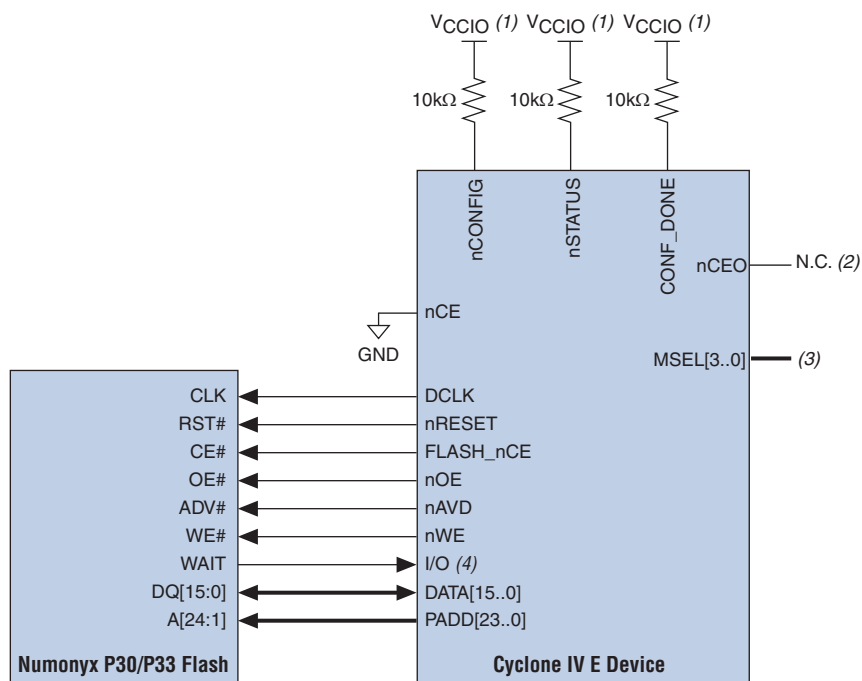 VCCIO (1) VCCIO (1) VCCIO (1)
10kΩ 10kΩ 10kΩ
nCONFIG
nSTATUS
CONF_DONE
nCEO N.C. (2)
nCE
GND
MSEL[3..0] (3)
CLK DCLK
RST# nRESET
CE# FLASH_nCE
OE# nOE
ADV# nAVD
WE# nWE
WAIT I/O (4)
DQ[15:0] DATA[15..0]
A[24:1] PADD[23..0]
Numonyx P30/P33 Flash Cyclone IV E Device